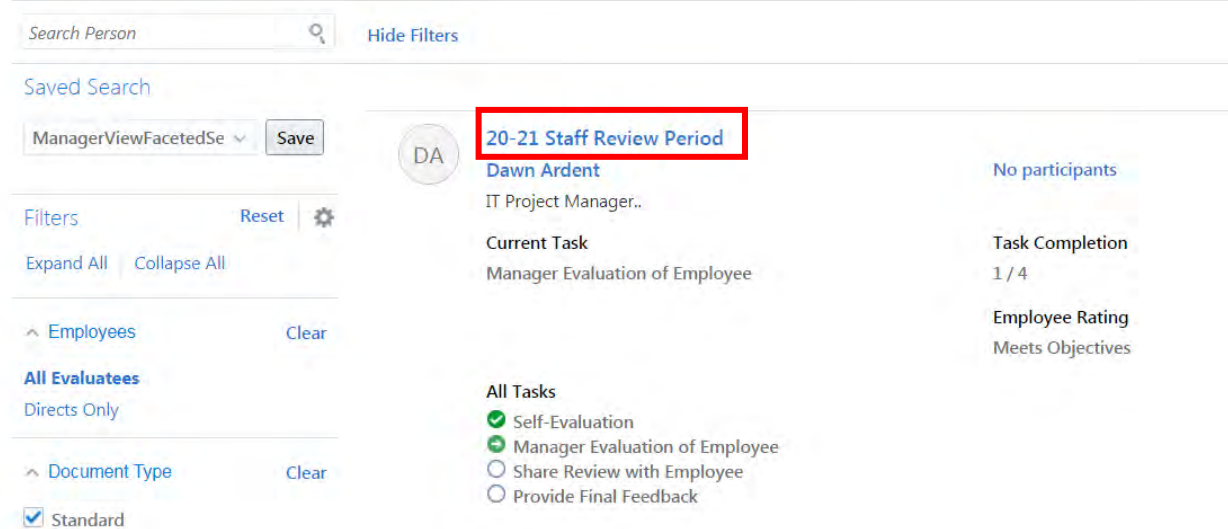 Search Person
Hide Filters
Saved Search
ManagerViewFacetedSe
Save
Filters
Reset
Expand All
Collapse All
Employees
Clear
All Evaluatees
Directs Only
Document Type
Clear
Standard
DA
20-21 Staff Review Period
Dawn Ardent
No participants
IT Project Manager..
Current Task
Task Completion
Manager Evaluation of Employee
1 / 4
Employee Rating
Meets Objectives
All Tasks
Self-Evaluation
Manager Evaluation of Employee
Share Review with Employee
Provide Final Feedback